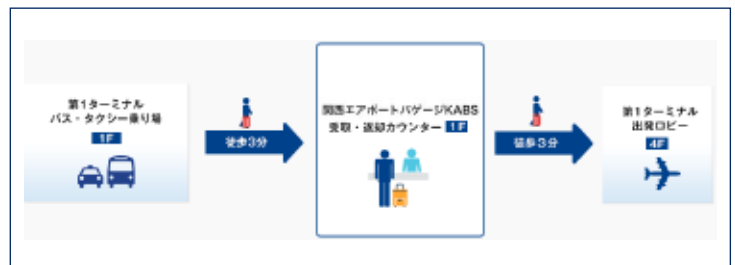 第1ターミナル
バス・タクシー乗り場
1F
徒歩3分
関西エアポートバゲージKABS
受取・返却カウンター 1F
徒歩3分
第1ターミナル
出発ロビー
4F